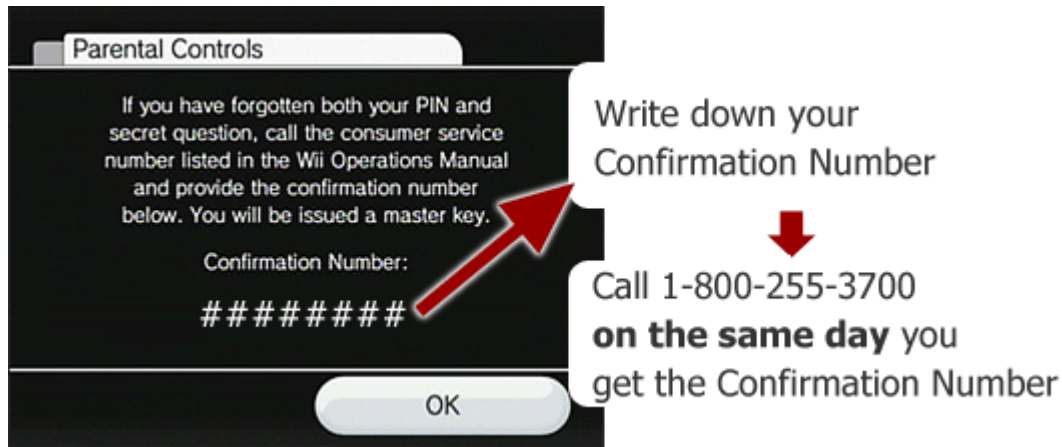 Parental Controls
If you have forgotten both your PIN and
secret question, call the consumer service
number listed in the Wii Operations Manual
and provide the confirmation number
below. You will be issued a master key.
Confirmation Number:
########
OK
Write down your
Confirmation Number
Call 1-800-255-3700
on the same day you
get the Confirmation Number